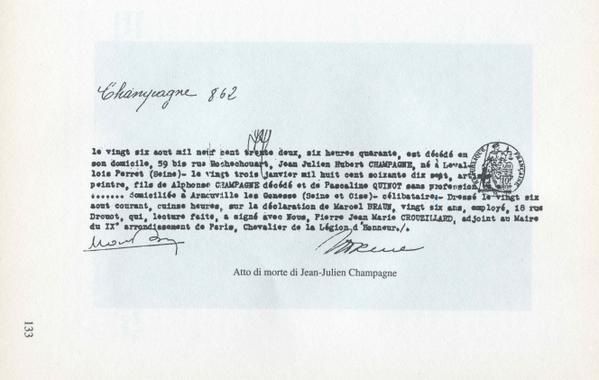 Champagne 862
le vingt six aout mil neuf cent trente deux, six heures quarante, est décédé en
son domicile, 59 bis rue Rochechouart, Jean Julien Hubert CHAMPAGNE, né à Leval-
lois Perret (Seine)- le vingt trois janvier mil huit cent soixante dix sept, artiste
peintre, fils de Alphonse CHAMPAGNE décédé et de Pascaline QUINOT sans profession
........ domiciliée à Arnouville les Gonesse (Seine et Oise)- célibataire- Dressé le vingt six
aout courant, quinze heures, sur la déclaration de Marcel BRAUN, vingt six ans, employé, 18 rue
Drouot, qui, lecture faite, a signé avec Nous, Pierre Jean Marie CROUZILLARD, adjoint au Maire
du IX° arrondissement de Paris, Chevalier de la Légion d'Honneur./.
Atto di morte di Jean-Julien Champagne
133